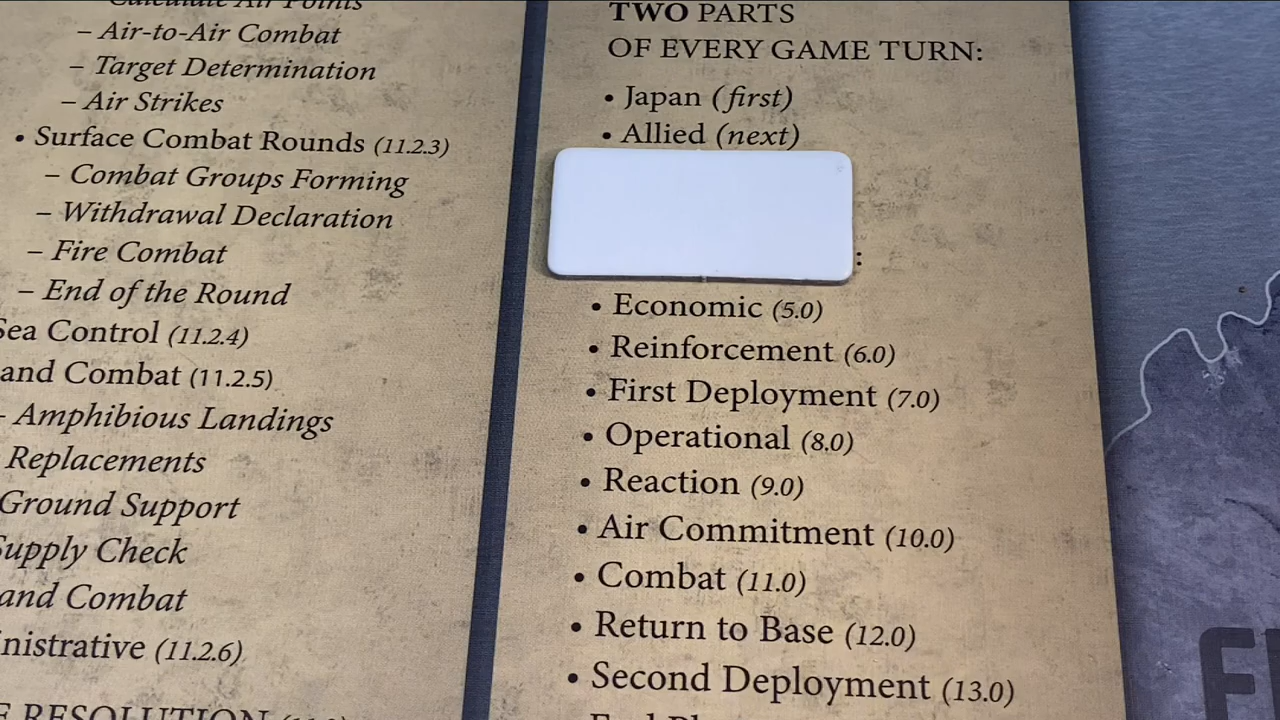 Calculate Air Points
– Air-to-Air Combat
– Target Determination
– Air Strikes
• Surface Combat Rounds (11.2.3)
– Combat Groups Forming
– Withdrawal Declaration
– Fire Combat
– End of the Round
Sea Control (11.2.4)
and Combat (11.2.5)
- Amphibious Landings
Replacements
Ground Support
Supply Check
and Combat
nistrative (11.2.6)
E RESOLUTION
TWO PARTS
OF EVERY GAME TURN:
• Japan (first)
• Allied (next)
:
• Economic (5.0)
• Reinforcement (6.0)
• First Deployment (7.0)
• Operational (8.0)
• Reaction (9.0)
• Air Commitment (10.0)
• Combat (11.0)
• Return to Base (12.0)
• Second Deployment (13.0)